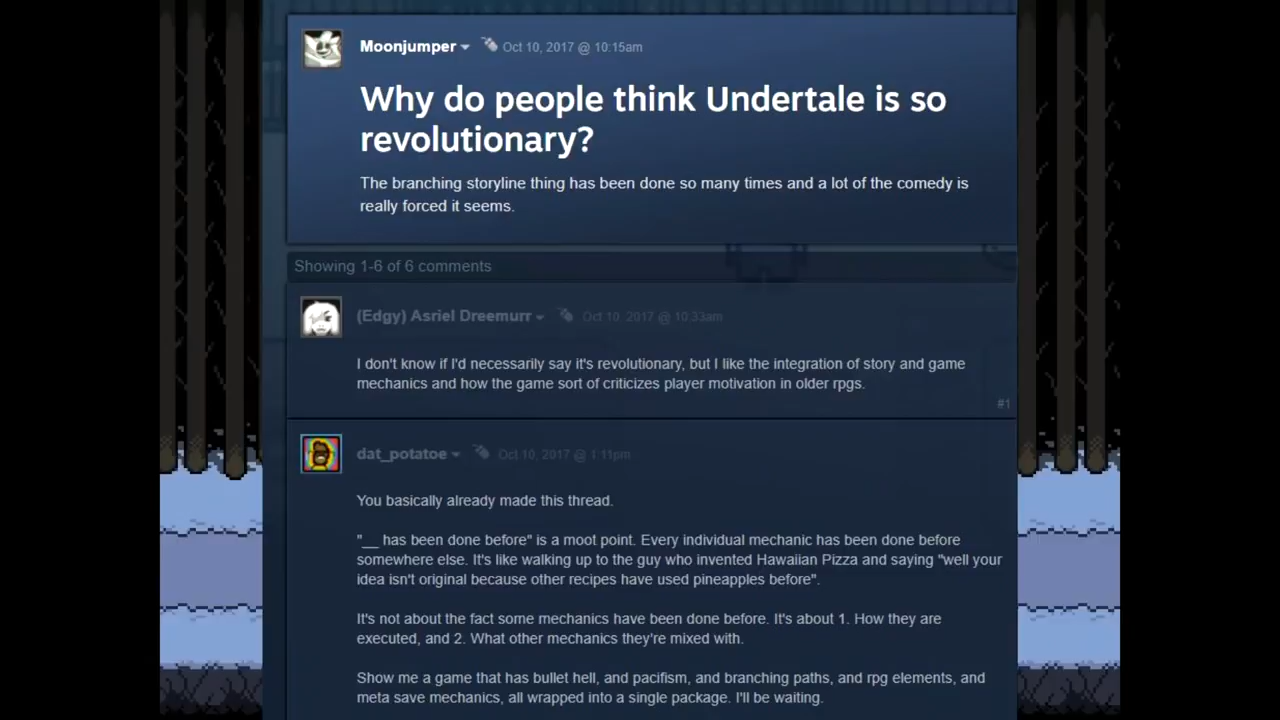 Moonjumper Oct 10, 2017 @ 10:15am
Why do people think Undertale is so
revolutionary?
The branching storyline thing has been done so many times and a lot of the comedy is
really forced it seems.
Showing 1-6 of 6 comments
(Edgy) Asriel Dreemurr Oct 10, 2017 @ 10:33am
I don't know if I'd necessarily say it's revolutionary, but I like the integration of story and game
mechanics and how the game sort of criticizes player motivation in older rpgs.
#1
dat_potatoe Oct 10, 2017 @ 1:11pm
You basically already made this thread.
"__ has been done before" is a moot point. Every individual mechanic has been done before
somewhere else. It's like walking up to the guy who invented Hawaiian Pizza and saying "well your
idea isn't original because other recipes have used pineapples before".
It's not about the fact some mechanics have been done before. It's about 1. How they are
executed, and 2. What other mechanics they're mixed with.
Show me a game that has bullet hell, and pacifism, and branching paths, and rpg elements, and
meta save mechanics, all wrapped into a single package. I'll be waiting.